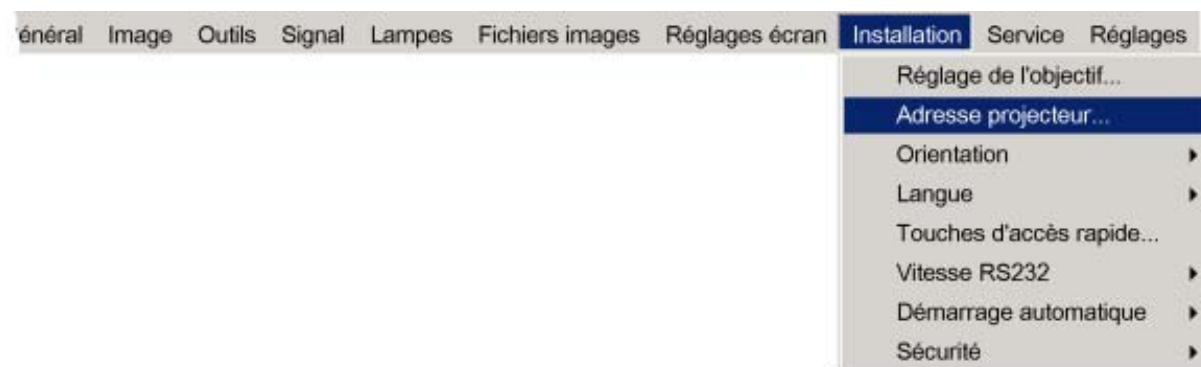 énéral Image Outils Signal Lampes Fichiers images Réglages écran Installation Service Réglages
Réglage de l'objectif...
Adresse projecteur...
Orientation
Langue
Touches d'accès rapide...
Vitesse RS232
Démarrage automatique
Sécurité